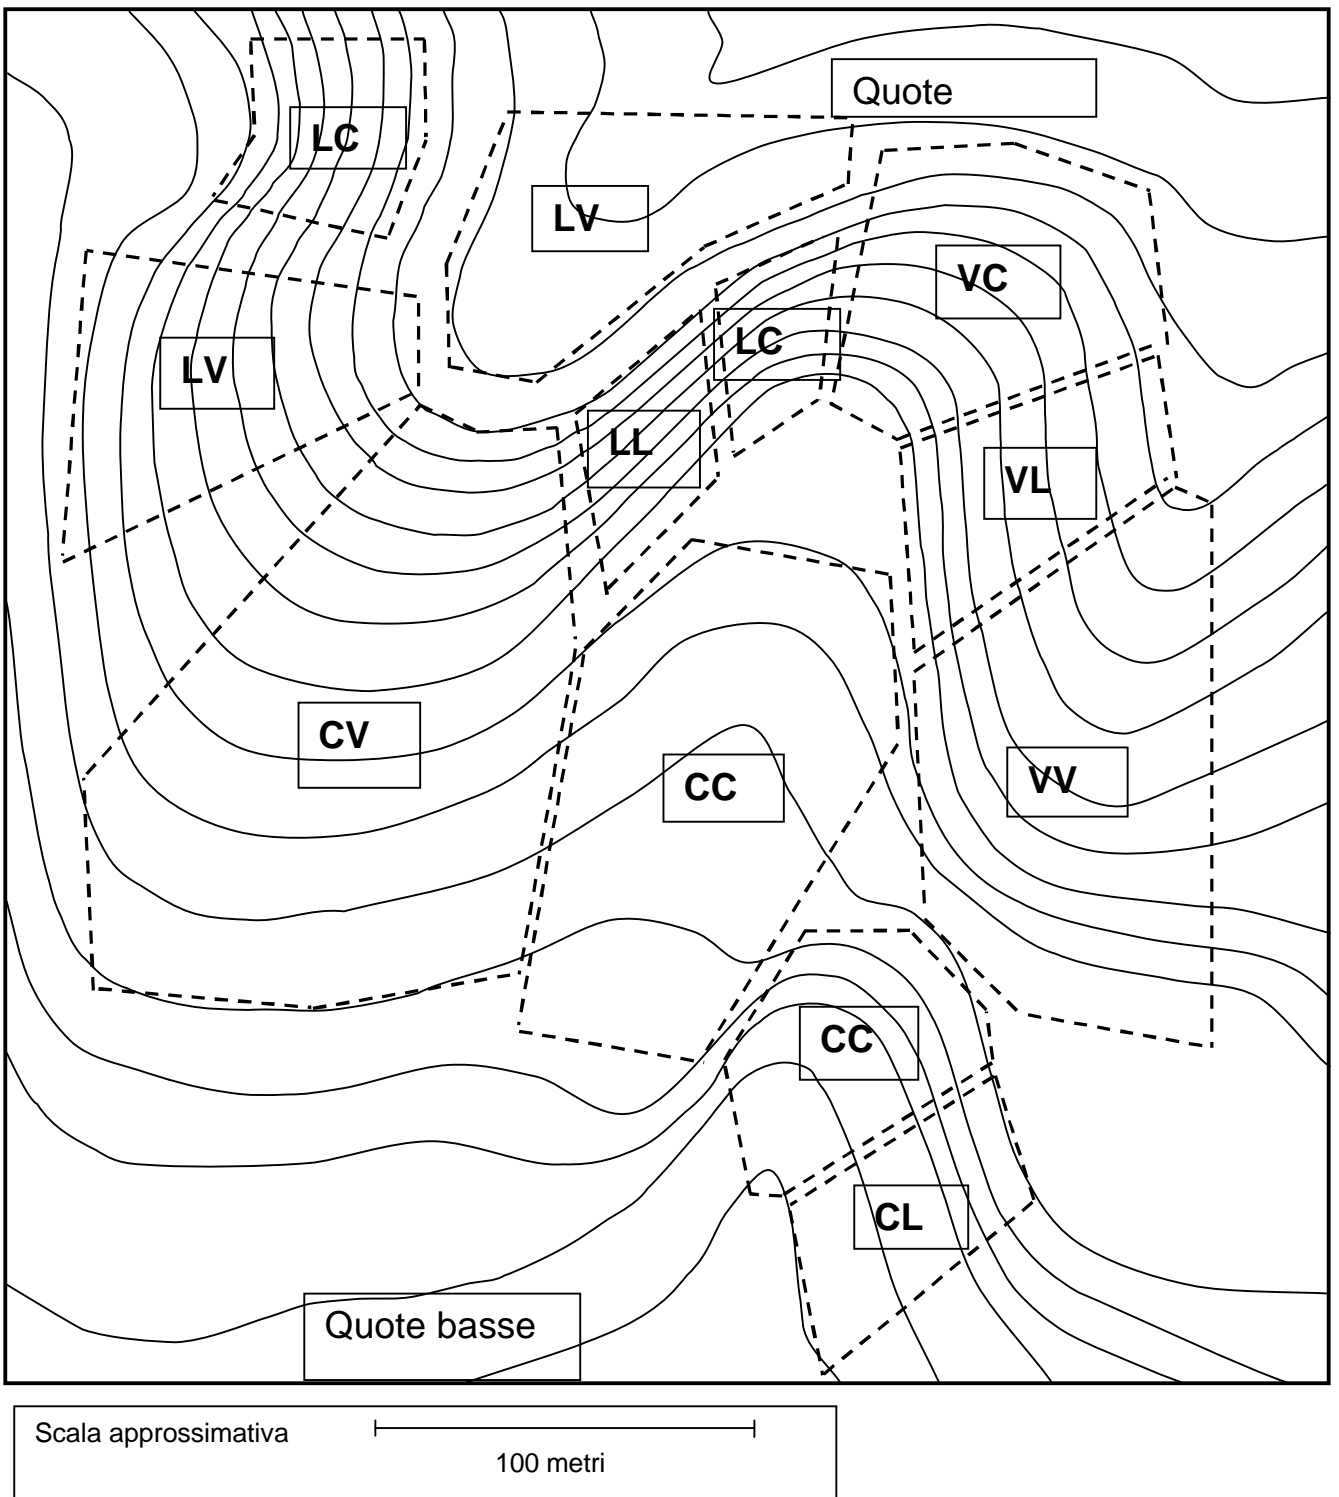 Quote
LC
LV
VC
LC
LV
LL
VL
CV
CC
VV
CC
CL
Quote basse
Scala approssimativa
100 metri